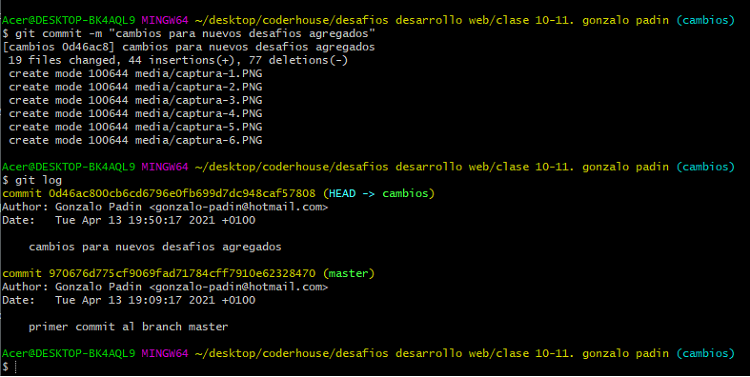 Acer@DESKTOP-BK4AQL9 MINGW64 ~/desktop/coderhouse/desafios desarrollo web/clase 10-11. gonzalo padin (cambios)
$ git commit -m "cambios para nuevos desafios agregados"
[cambios 0d46ac8] cambios para nuevos desafios agregados
 19 files changed, 44 insertions(+), 77 deletions(-)
 create mode 100644 media/captura-1.PNG
 create mode 100644 media/captura-2.PNG
 create mode 100644 media/captura-3.PNG
 create mode 100644 media/captura-4.PNG
 create mode 100644 media/captura-5.PNG
 create mode 100644 media/captura-6.PNG
Acer@DESKTOP-BK4AQL9 MINGW64 ~/desktop/coderhouse/desafios desarrollo web/clase 10-11. gonzalo padin (cambios)
$ git log
commit 0d46ac800cb6cd6796e0fb699d7dc948caf57808 (HEAD -> cambios)
Author: Gonzalo Padin <gonzalo-padin@hotmail.com>
Date:   Tue Apr 13 19:50:17 2021 +0100
    cambios para nuevos desafios agregados
commit 970676d775cf9069fad71784cff7910e62328470 (master)
Author: Gonzalo Padin <gonzalo-padin@hotmail.com>
Date:   Tue Apr 13 19:09:17 2021 +0100
    primer commit al branch master
Acer@DESKTOP-BK4AQL9 MINGW64 ~/desktop/coderhouse/desafios desarrollo web/clase 10-11. gonzalo padin (cambios)
$